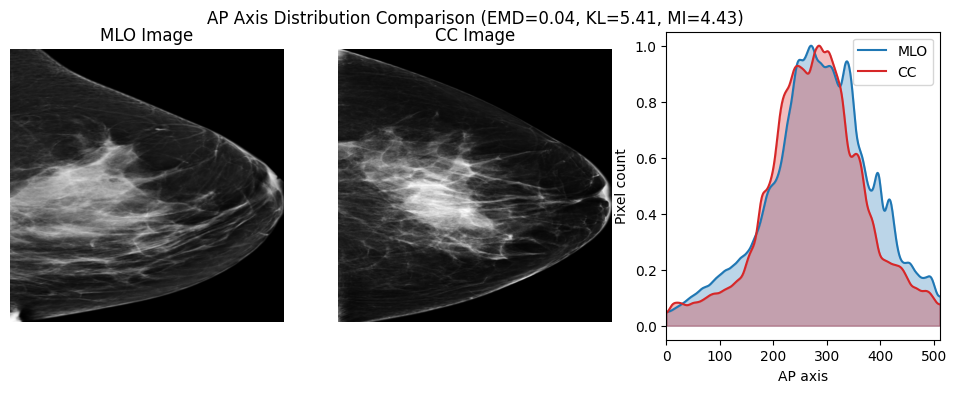 AP Axis Distribution Comparison (EMD=0.04, KL=5.41, MI=4.43)
MLO Image
CC Image
MLO
CC
Pixel count
1.0
0.8
0.6
0.4
0.2
0.0
0 100 200 300 400 500
AP axis